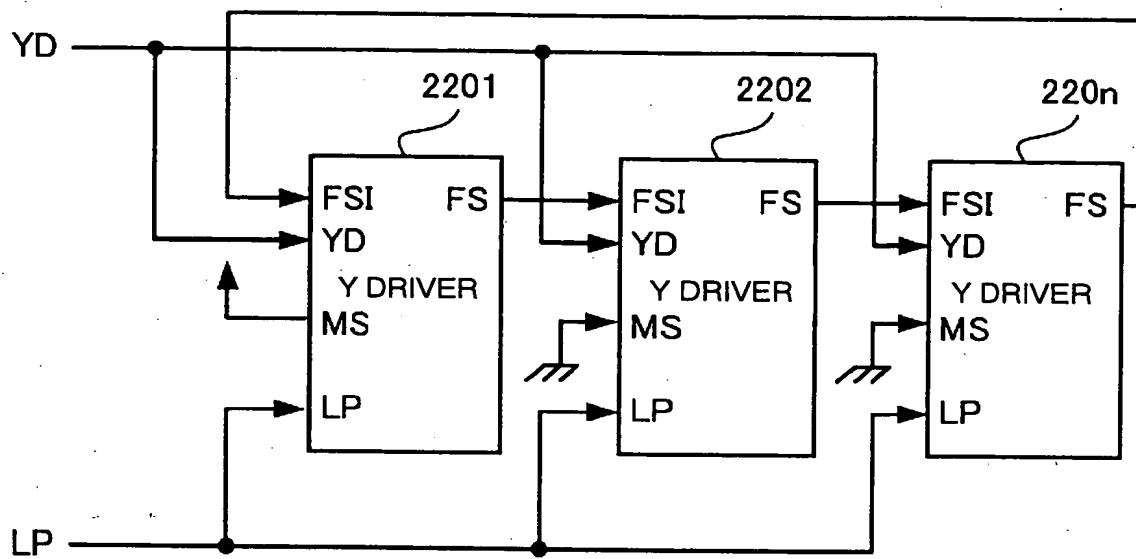 YD
2201
2202
220n
FSI FS
YD
Y DRIVER
MS
LP
FSI FS
YD
Y DRIVER
MS
LP
FSI FS
YD
Y DRIVER
MS
LP
LP